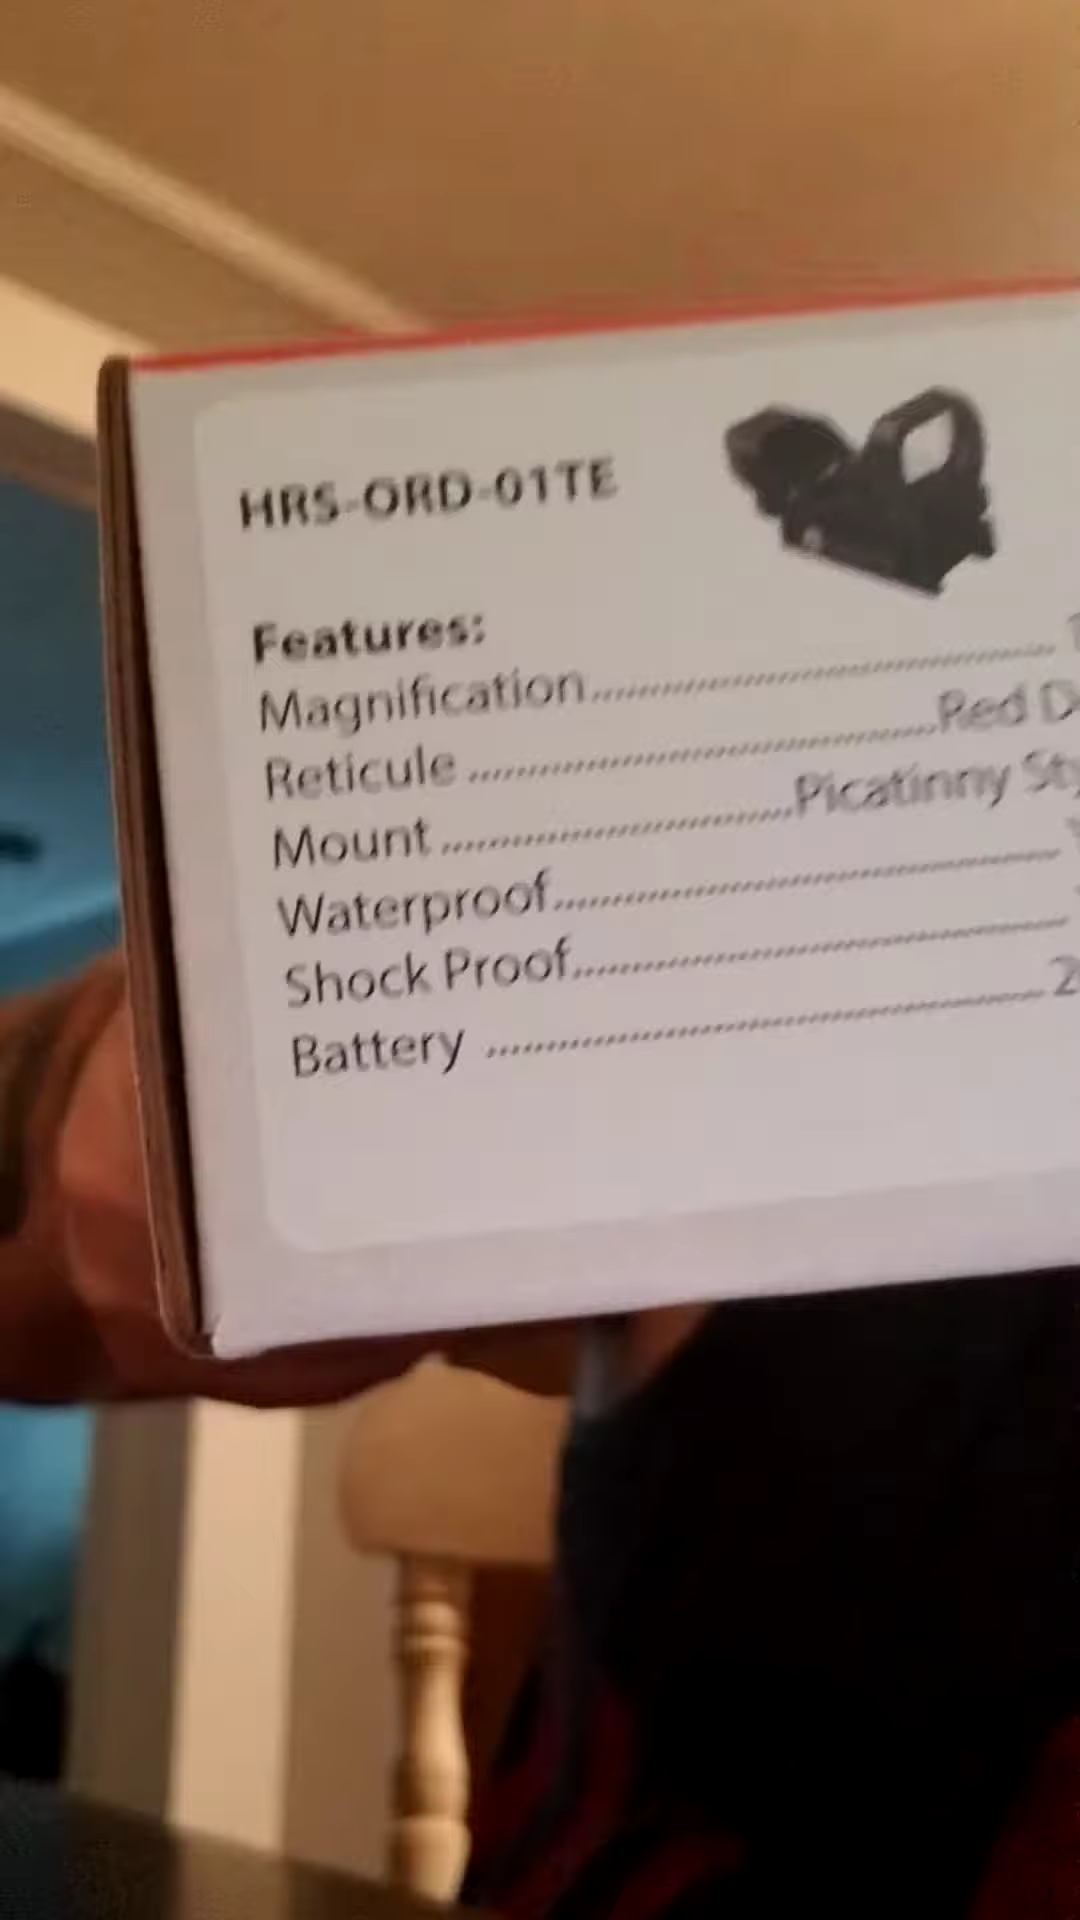 HRS-ORD-01TE
Features:
Magnification
Reticule Red
Mount Picatinny
Waterproof
Shock Proof
Battery